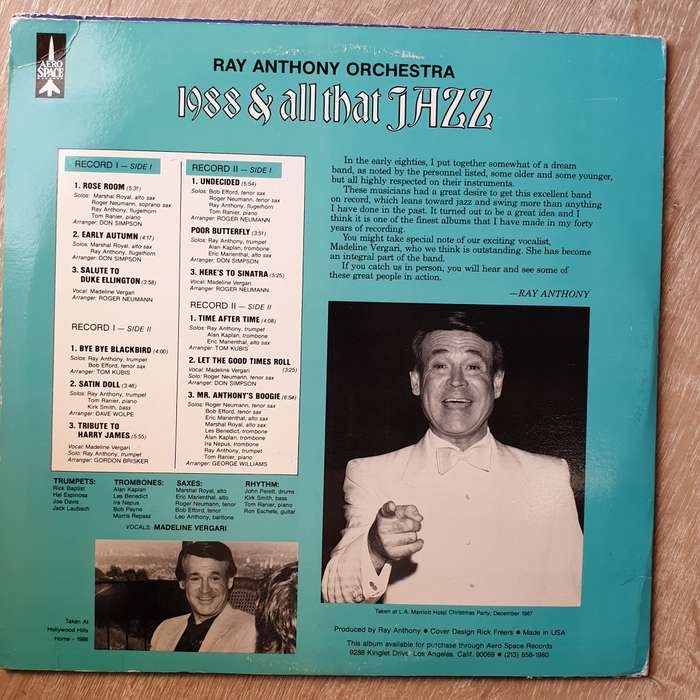 AERO
SPACE
RAY ANTHONY ORCHESTRA
1988 & all that JAZZ
RECORD I — SIDE I
1. ROSE ROOM (5:31)
Solos: Marshal Royal, alto sax
Roger Neumann, soprano sax
Ray Anthony, flugelhorn
Tom Ranier, piano
Arranger: DON SIMPSON
2. EARLY AUTUMN (4:17)
Solos: Marshal Royal, alto sax
Ray Anthony, flugelhorn
Arranger: DON SIMPSON
3. SALUTE TO
DUKE ELLINGTON (3:58)
Vocal: Madeline Vergari
Arranger: ROGER NEUMANN
RECORD I — SIDE II
1. BYE BYE BLACKBIRD (4:00)
Solos: Ray Anthony, trumpet
Bob Efford, tenor sax
Arranger: TOM KUBIS
2. SATIN DOLL (3:46)
Solos: Ray Anthony, trumpet
Tom Ranier, piano
Kirk Smith, bass
Arranger: DAVE WOLPE
3. TRIBUTE TO
HARRY JAMES (5:55)
Vocal: Madeline Vergari
Solo: Ray Anthony, trumpet
Arranger: GORDON BRISKER
RECORD II — SIDE I
1. UNDECIDED (5:54)
Solos: Bob Efford, tenor sax
Roger Neumann, tenor sax
Ray Anthony, flugelhorn
Tom Ranier, piano
Arranger: ROGER NEUMANN
POOR BUTTERFLY (3:51)
Solos: Ray Anthony, trumpet
Alan Kaplan, trombone
Eric Marienthal, alto sax
Arranger: DON SIMPSON
3. HERE'S TO SINATRA (5:25)
Vocal: Madeline Vergari
Arranger: ROGER NEUMANN
RECORD II — SIDE II
1. TIME AFTER TIME (4:08)
Solos: Ray Anthony, trumpet
Alan Kaplan, trombone
Eric Marienthal, alto sax
Arranger: TOM KUBIS
2. LET THE GOOD TIMES ROLL
Vocal: Madeline Vergari (3:25)
Solo: Roger Neumann, tenor sax
Arranger: DON SIMPSON
3. MR. ANTHONY'S BOOGIE (6:54)
Solos: Roger Neumann, tenor sax
Bob Efford, tenor sax
Eric Marienthal, alto sax
Marshal Royal, alto sax
Les Benedict, trombone
Alan Kaplan, trombone
Ira Nepus, trombone
Ray Anthony, trumpet
Tom Ranier, piano
Arranger: GEORGE WILLIAMS
In the early eighties, I put together somewhat of a dream
band, as noted by the personnel listed, some older and some younger,
but all highly respected on their instruments.
These musicians had a great desire to get this excellent band
on record, which leans toward jazz and swing more than anything
I have done in the past. It turned out to be a great idea and I
think it is one of the finest albums that I have made in my forty
years of recording.
You might take special note of our exciting vocalist,
Madeline Vergari, who we think is outstanding. She has become
an integral part of the band.
If you catch us in person, you will hear and see some of
these great people in action.
—RAY ANTHONY
TRUMPETS:
Rick Baptist
Hal Espinosa
Joe Davis
Jack Laubach
TROMBONES:
Alan Kaplan
Les Benedict
Ira Nepus
Bob Payne
Morris Repass
SAXES:
Marshal Royal, alto
Eric Marienthal, alto
Roger Neumann, tenor
Bob Efford, tenor
Leo Anthony, baritone
RHYTHM:
John Perett, drums
Kirk Smith, bass
Tom Ranier, piano
Ron Eschete, guitar
VOCALS: MADELINE VERGARI
Taken At
Hollywood Hills
Home - 1986
Taken at L.A. Marriott Hotel Christmas Party, December 1987
Produced by Ray Anthony • Cover Design Rick Freers • Made in USA
This album available for purchase through Aero Space Records
9288 Kinglet Drive • Los Angeles, Calif. 90069 • (213) 858-1980